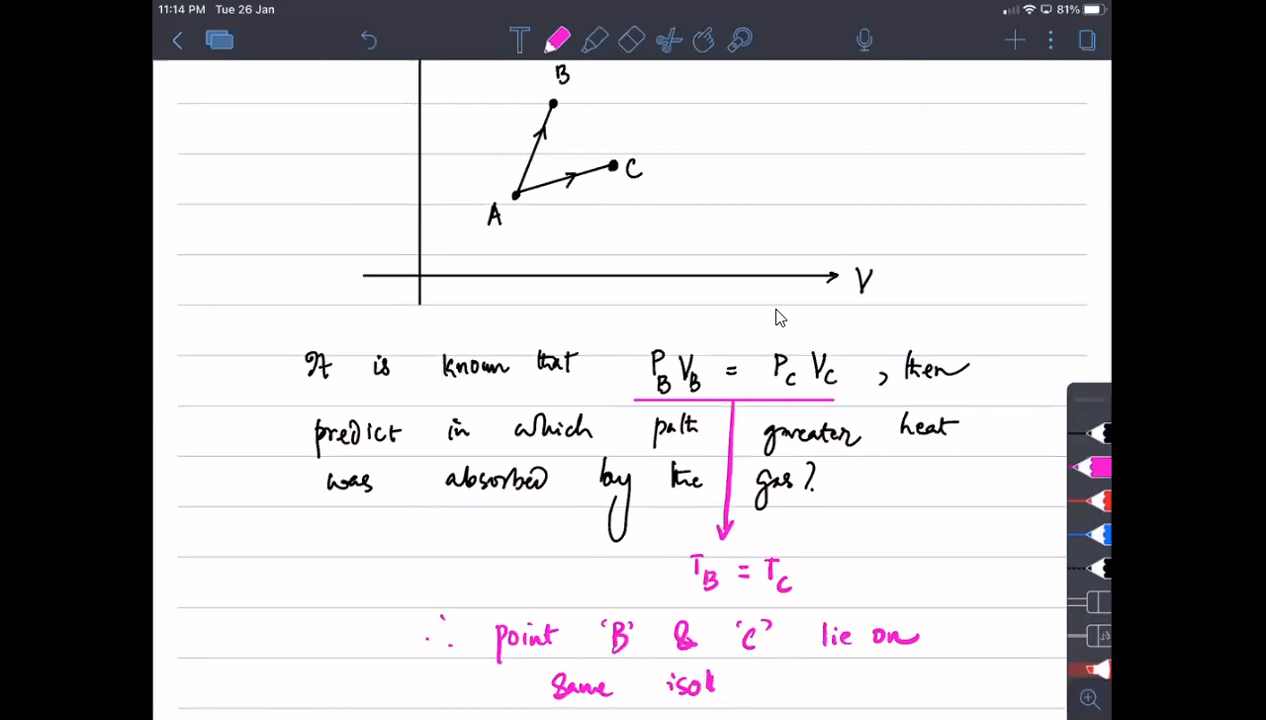 11:14 PM Tue 26 Jan
81%
T
B
C
A
V
It is known that P_B V_B = P_C V_C , then
predict in which path greater heat
was absorbed by the gas?
T_B = T_C
∴ point 'B' & 'C' lie on
same isot